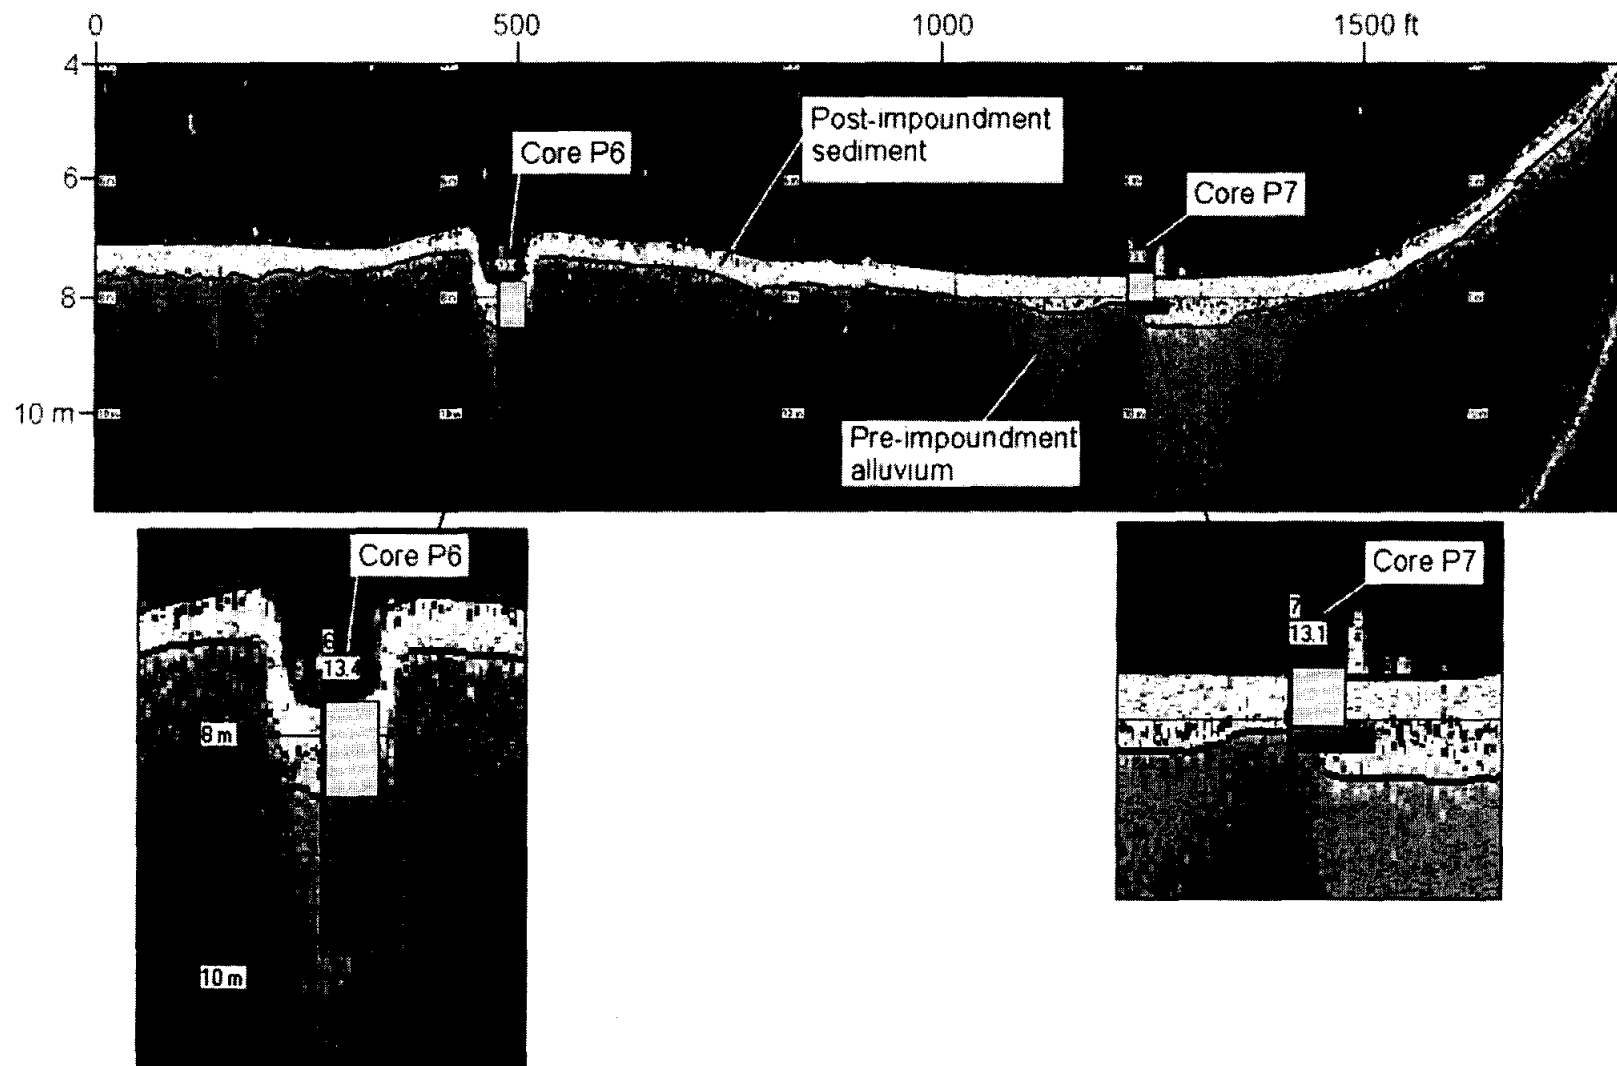 0 500 1000 1500 ft
4
Post-impoundment
sediment
Core P6
6
Core P7
8
10 m
Pre-impoundment
alluvium
Core P6
13.4
8 m
10 m
Core P7
7
13.1